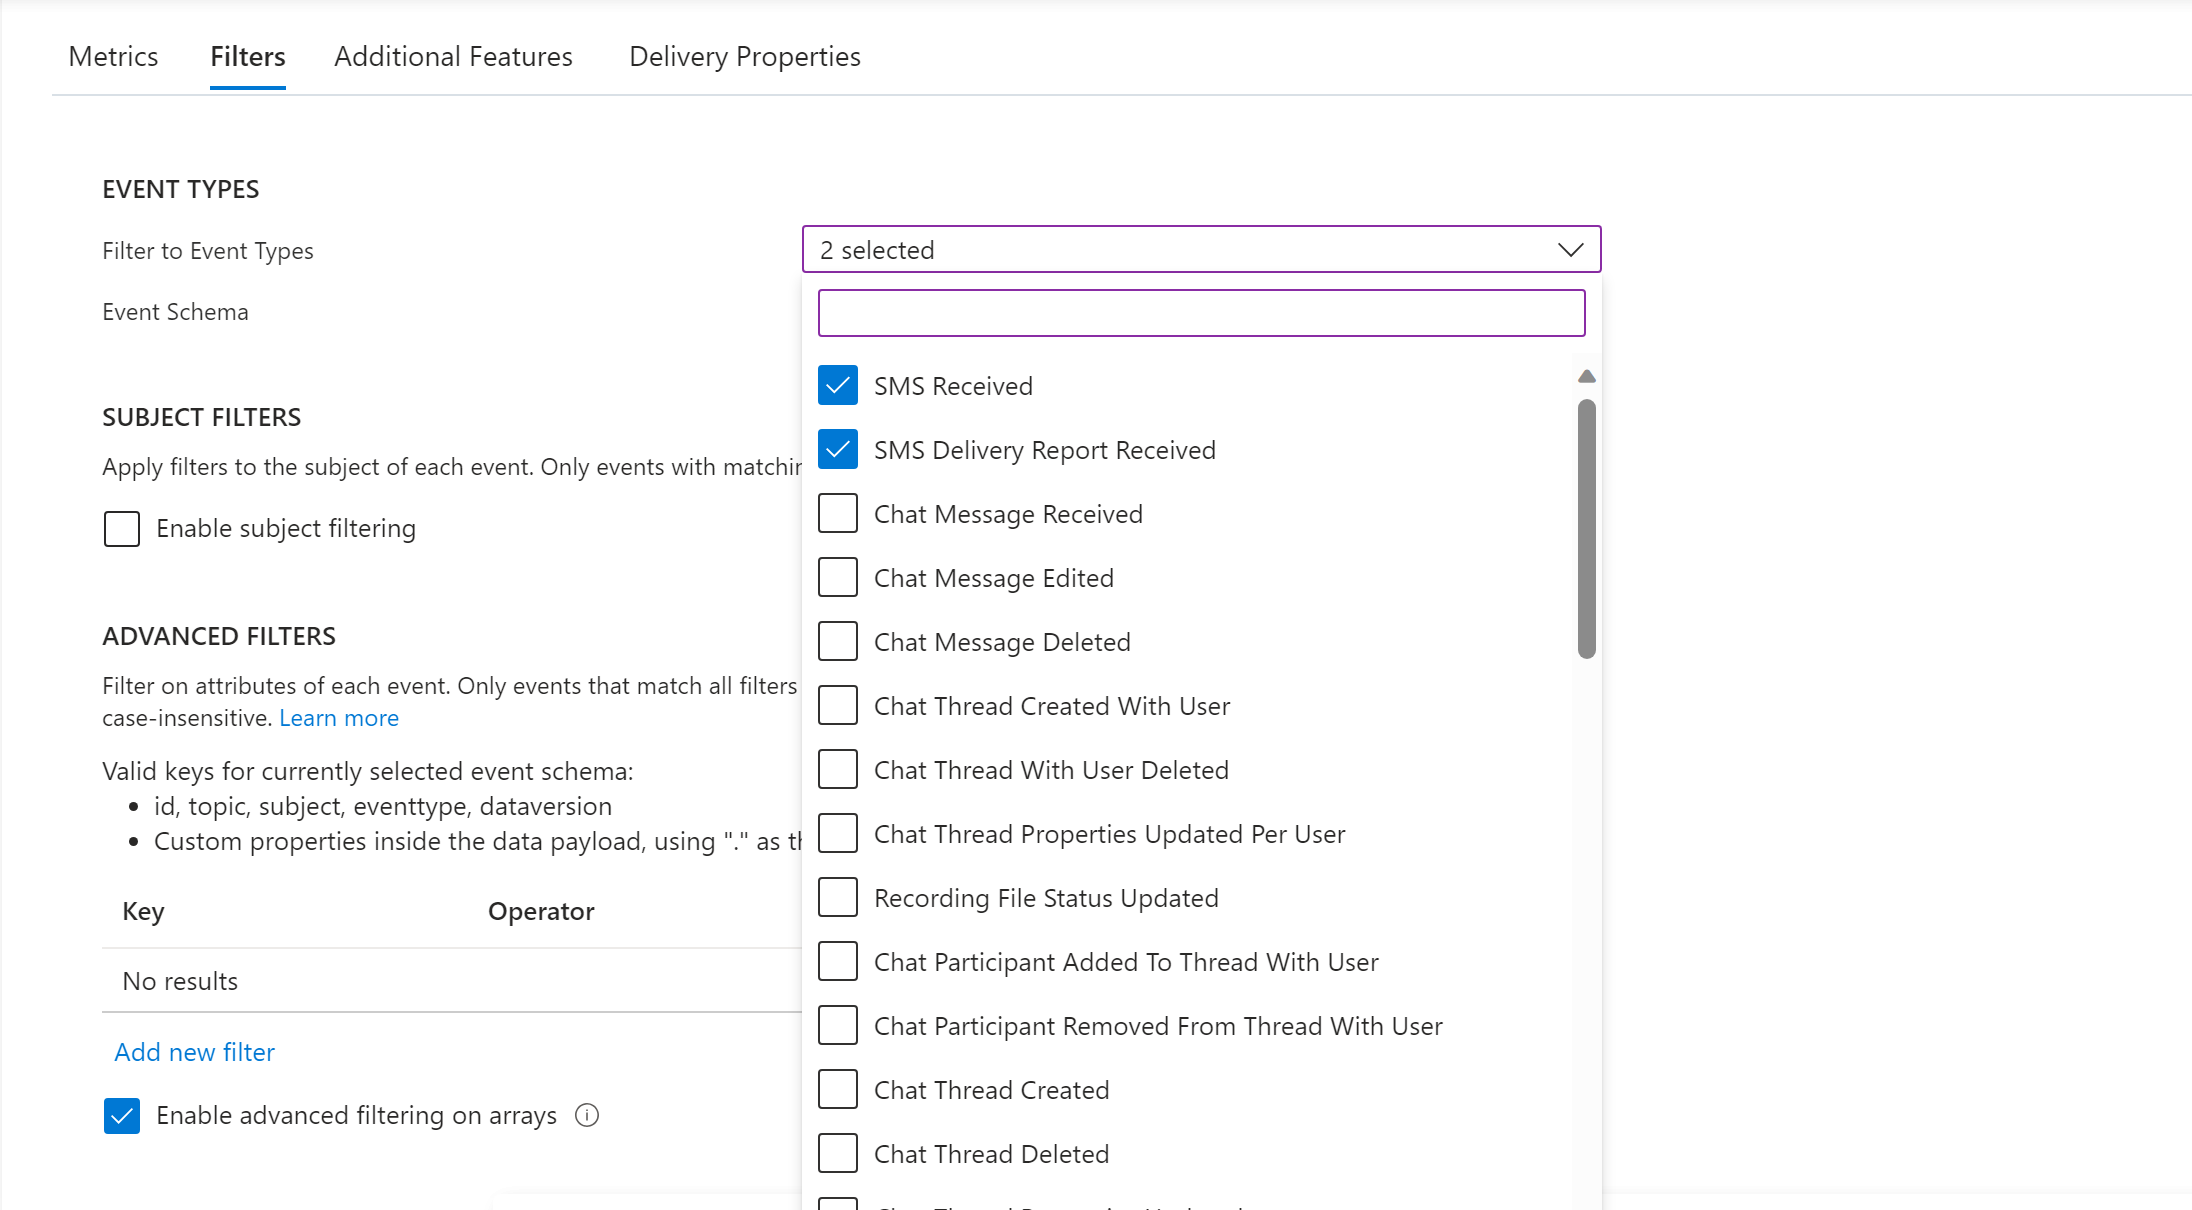 Metrics Filters Additional Features Delivery Properties
EVENT TYPES
Filter to Event Types
2 selected
Event Schema
SUBJECT FILTERS
Apply filters to the subject of each event. Only events with
Enable subject filtering
ADVANCED FILTERS
Filter on attributes of each event. Only events that match all filters
case-insensitive. Learn more
Valid keys for currently selected event schema:
• id, topic, subject, eventtype, dataversion
• Custom properties inside the data payload, using "." as
Key Operator
No results
Add new filter
Enable advanced filtering on arrays
SMS Received
SMS Delivery Report Received
Chat Message Received
Chat Message Edited
Chat Message Deleted
Chat Thread Created With User
Chat Thread With User Deleted
Chat Thread Properties Updated Per User
Recording File Status Updated
Chat Participant Added To Thread With User
Chat Participant Removed From Thread With User
Chat Thread Created
Chat Thread Deleted